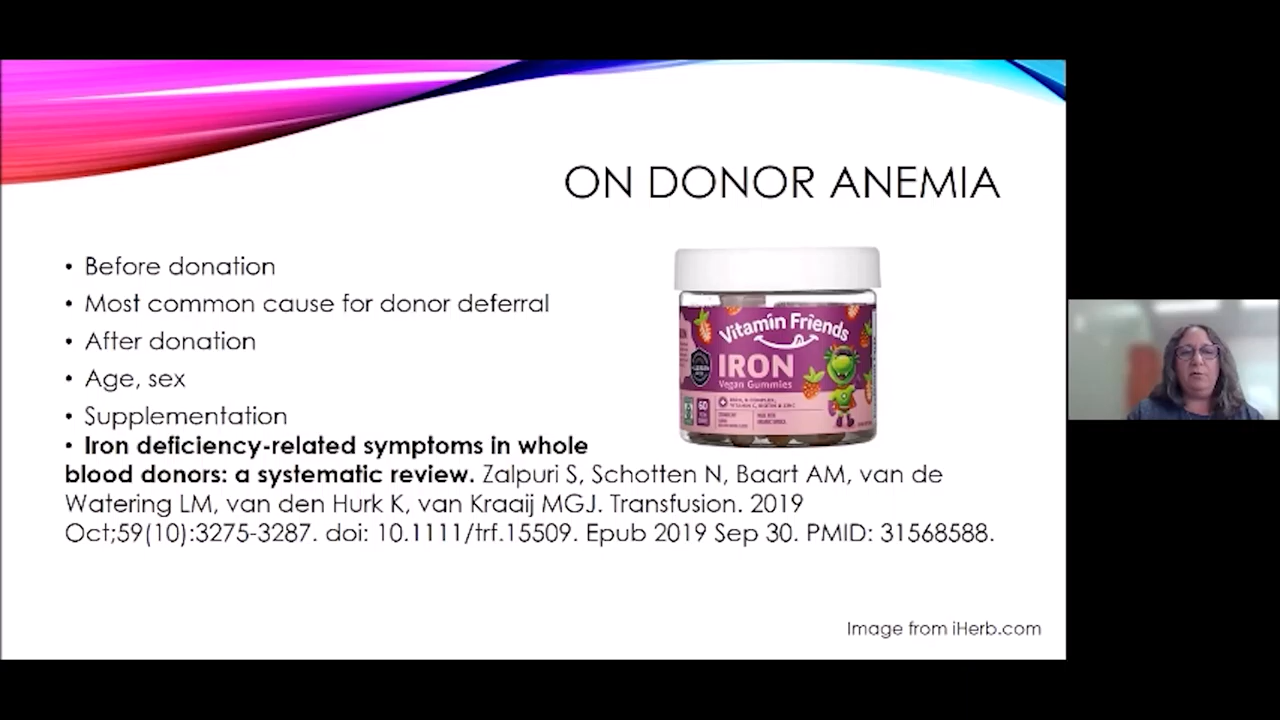 ON DONOR ANEMIA
• Before donation
• Most common cause for donor deferral
• After donation
• Age, sex
• Supplementation
• Iron deficiency-related symptoms in whole
blood donors: a systematic review. Zalpuri S, Schotten N, Baart AM, van de
Watering LM, van den Hurk K, van Kraaij MGJ. Transfusion. 2019
Oct;59(10):3275-3287. doi: 10.1111/trf.15509. Epub 2019 Sep 30. PMID: 31568588.
Vitamin Friends
IRON
Vegan Gummies
60
Image from iHerb.com